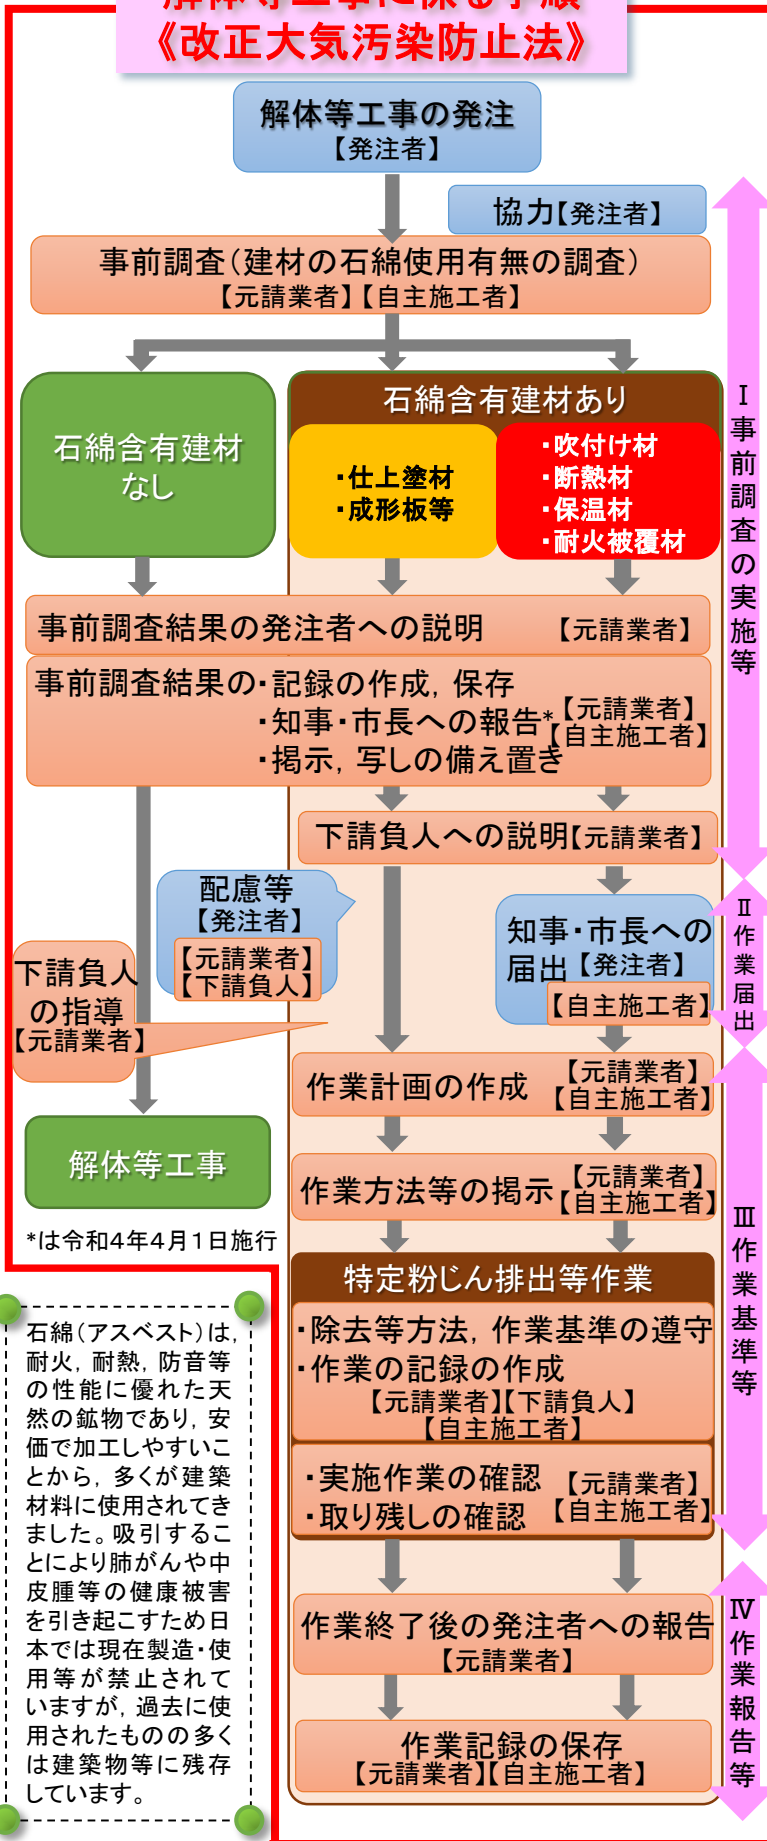 解体等工事に係る手順
《改正大気汚染防止法》
解体等工事の発注
【発注者】
協力【発注者】
事前調査（建材の石綿使用有無の調査）
【元請業者】【自主施工者】
石綿含有建材
なし
石綿含有建材あり
・仕上塗材
・成形板等
・吹付け材
・断熱材
・保温材
・耐火被覆材
事前調査結果の発注者への説明 【元請業者】
事前調査結果の・記録の作成，保存
・知事・市長への報告*
・掲示，写しの備え置き
【元請業者】
【自主施工者】
下請負人への説明【元請業者】
Ⅰ事前調査の実施等
配慮等
【発注者】
【元請業者】
【下請負人】
知事・市長への
届出【発注者】
【自主施工者】
Ⅱ作業届出
下請負人
の指導
【元請業者】
作業計画の作成
【元請業者】
【自主施工者】
解体等工事
作業方法等の掲示
【元請業者】
【自主施工者】
*は令和4年4月1日施行
特定粉じん排出等作業
・除去等方法，作業基準の遵守
・作業の記録の作成
【元請業者】【下請負人】
【自主施工者】
・実施作業の確認
・取り残しの確認
【元請業者】
【自主施工者】
Ⅲ作業基準等
作業終了後の発注者への報告
【元請業者】
作業記録の保存
【元請業者】【自主施工者】
Ⅳ作業報告等
石綿（アスベスト）は，
耐火，耐熱，防音等
の性能に優れた天
然の鉱物であり，安
価で加工しやすいこ
とから，多くが建築
材料に使用されてき
ました。吸引するこ
とにより肺がんや中
皮腫等の健康被害
を引き起こすため日
本では現在製造・使
用等が禁止されて
いますが，過去に使
用されたものの多く
は建築物等に残存
しています。